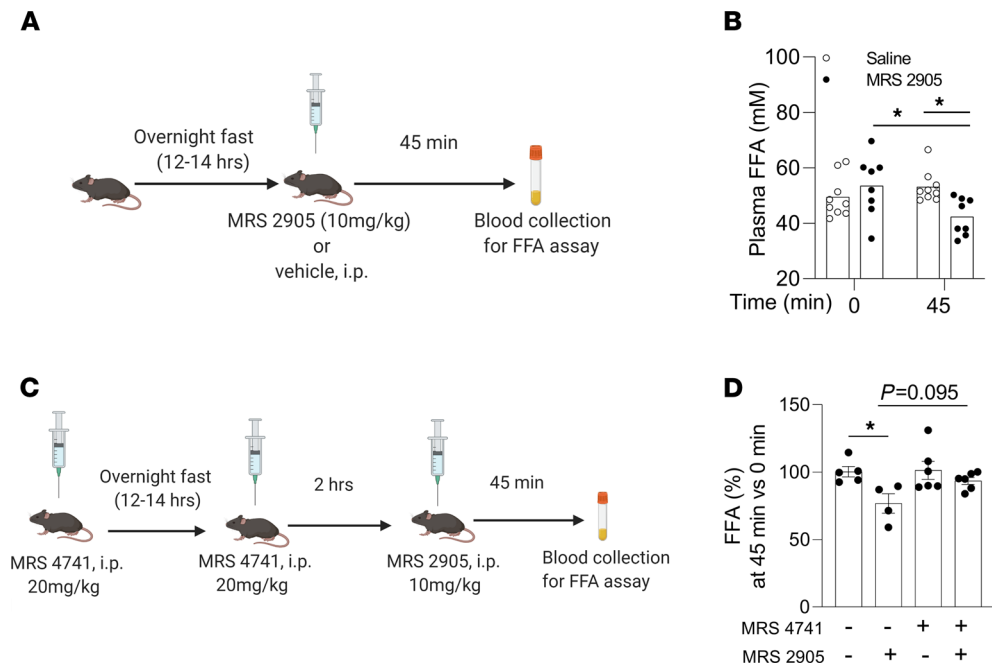 A
Overnight fast
(12-14 hrs)
45 min
MRS 2905 (10mg/kg)
or
vehicle, i.p.
Blood collection
for FFA assay
B
Plasma FFA (mM)
100
80
60
40
20
Saline
MRS 2905
*
*
Time (min)
0
45
C
Overnight fast
(12-14 hrs)
2 hrs
45 min
MRS 4741, i.p.
20mg/kg
MRS 4741, i.p.
20mg/kg
MRS 2905, i.p.
10mg/kg
Blood collection
for FFA assay
D
FFA (%)
at 45 min vs 0 min
150
100
50
0
P=0.095
*
MRS 4741 - - + +
MRS 2905 - + - +